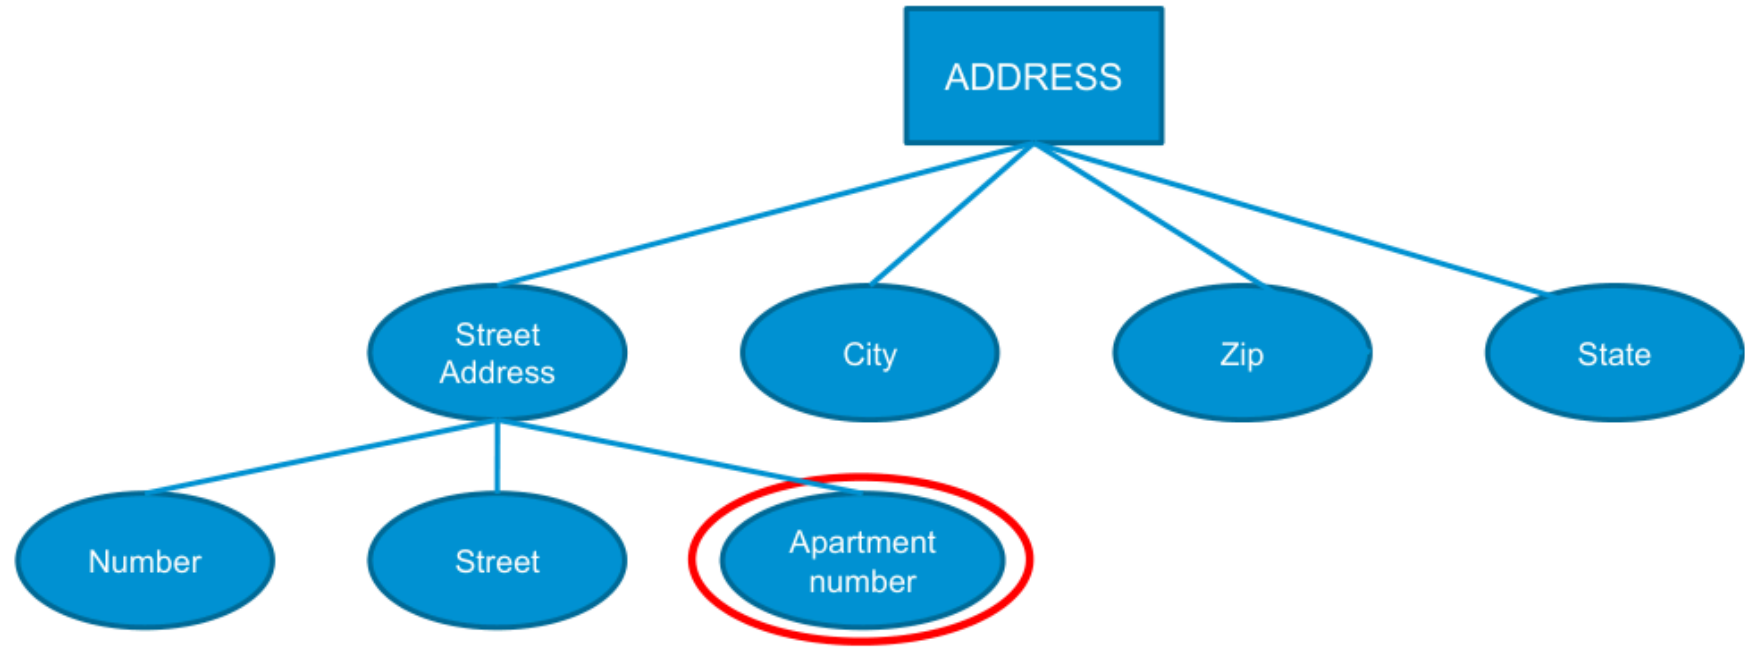 ADDRESS
Street
Address
City
Zip
State
Number
Street
Apartment
number